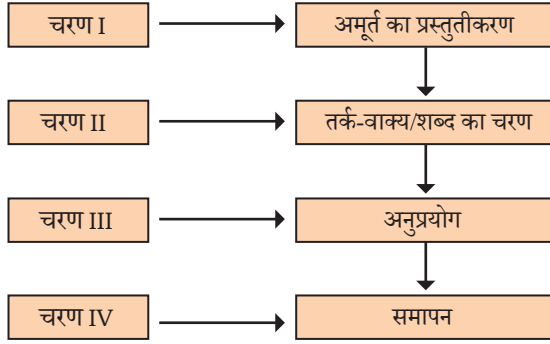 चरण I
अमूर्त का प्रस्तुतीकरण
चरण II
तर्क-वाक्य/शब्द का चरण
चरण III
अनुप्रयोग
चरण IV
समापन